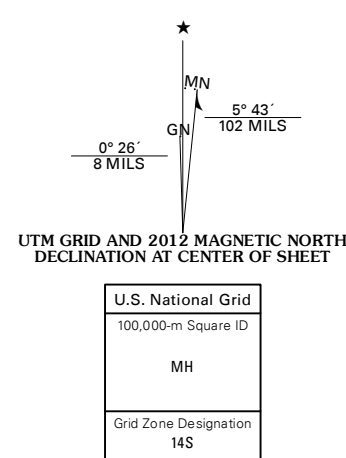 ★
MN
GN
5° 43´
102 MILS
0° 26´
8 MILS
UTM GRID AND 2012 MAGNETIC NORTH
DECLINATION AT CENTER OF SHEET
U.S. National Grid
100,000-m Square ID
MH
Grid Zone Designation
14S